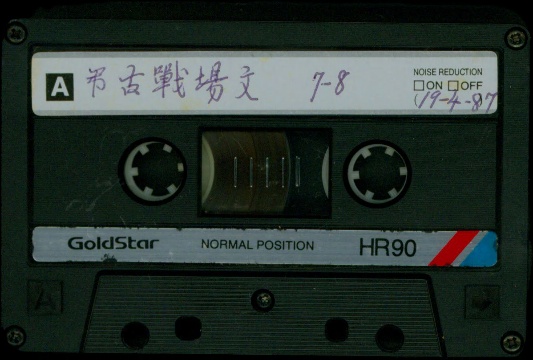 A 弔古戰場文 7-8
NOISE REDUCTION
ON OFF
(19-4-87)
GoldStar NORMAL POSITION HR90
A